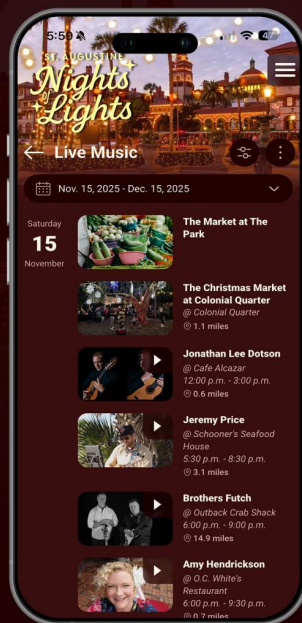 5:59
47
ST. AUGUSTINE
Nights
of
Lights
Live Music
Nov. 15, 2025 - Dec. 15, 2025
Saturday
15
November
The Market at The
Park
The Christmas Market
at Colonial Quarter
@ Colonial Quarter
1.1 miles
Jonathan Lee Dotson
@ Cafe Alcazar
12:00 p.m. - 3:00 p.m.
0.6 miles
Jeremy Price
@ Schooner's Seafood
House
5:30 p.m. - 8:30 p.m.
3.1 miles
Brothers Futch
@ Outback Crab Shack
6:00 p.m. - 9:00 p.m.
14.9 miles
Amy Hendrickson
@ O.C. White's
Restaurant
6:00 p.m. - 9:30 p.m.
0.7 miles